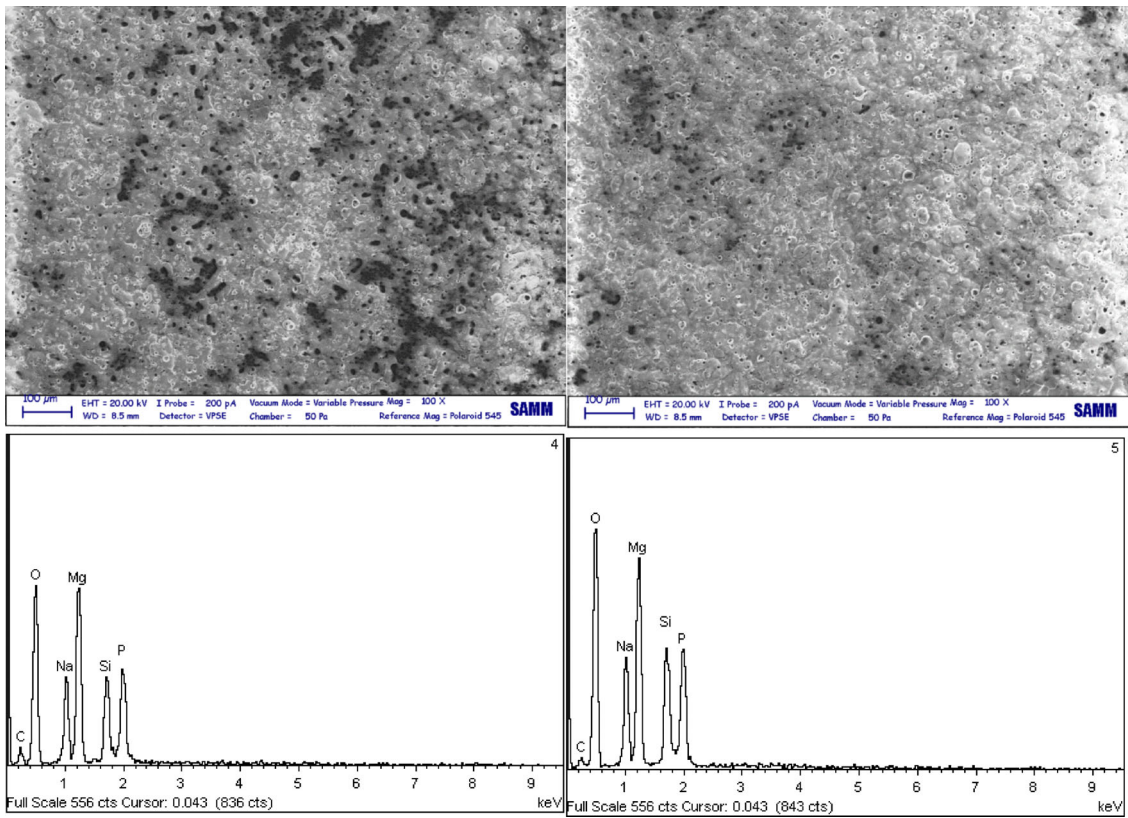 100 µm EHT = 20.00 kV I Probe = 200 pA Vacuum Mode = Variable Pressure Mag = 100 X
WD = 8.5 mm Detector = VPSE Chamber = 50 Pa Reference Mag = Polaroid 545 SAMM
100 µm EHT = 20.00 kV I Probe = 200 pA Vacuum Mode = Variable Pressure Mag = 100 X
WD = 8.5 mm Detector = VPSE Chamber = 50 Pa Reference Mag = Polaroid 545 SAMM
4
O
Mg
Na
Si
P
C
1 2 3 4 5 6 7 8 9
Full Scale 556 cts Cursor: 0.043 (836 cts) keV
5
O
Mg
Na
Si
P
C
1 2 3 4 5 6 7 8 9
Full Scale 556 cts Cursor: 0.043 (843 cts) keV